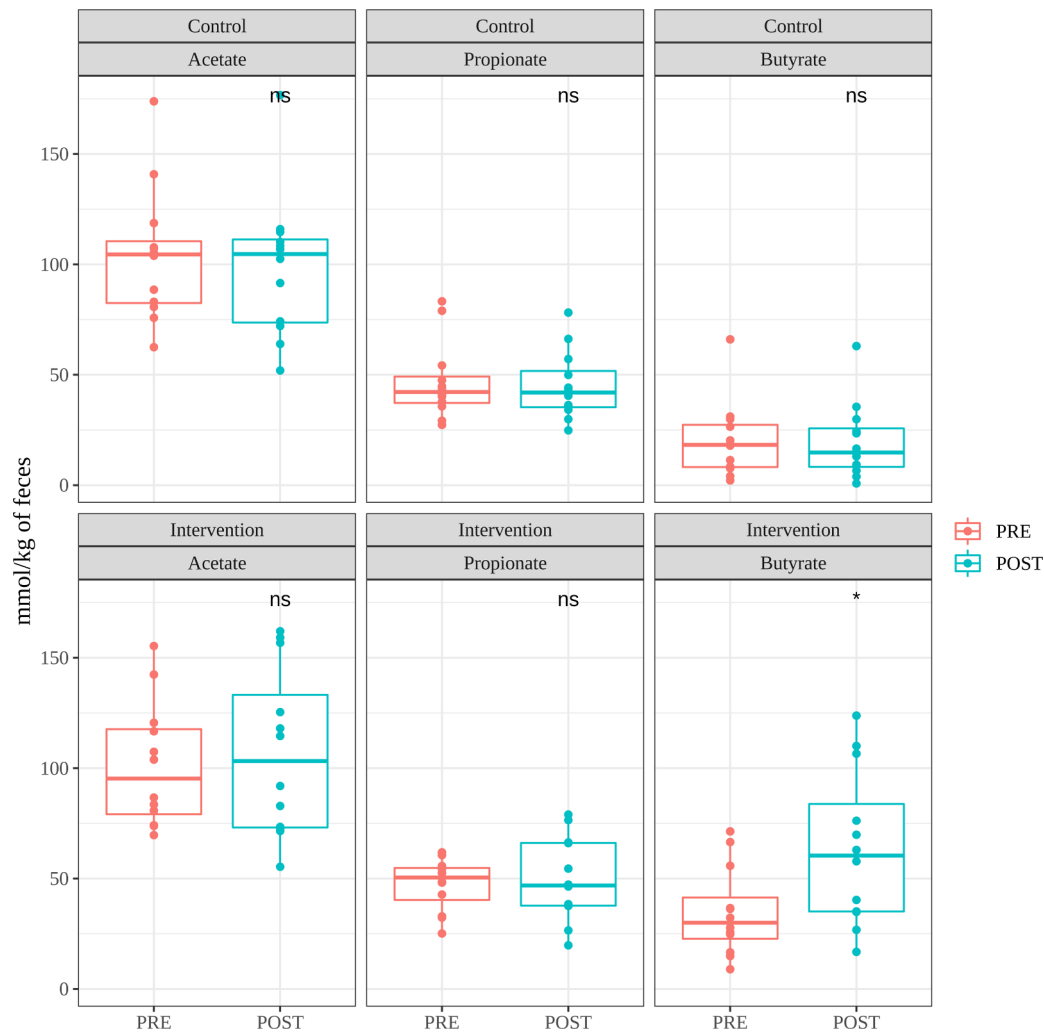 Control Control Control
Acetate Propionate Butyrate
ns ns ns
150
100
50
0
mmol/kg of feces
Intervention Intervention Intervention
Acetate Propionate Butyrate
ns ns *
150
100
50
0
PRE POST PRE POST PRE POST
PRE
POST